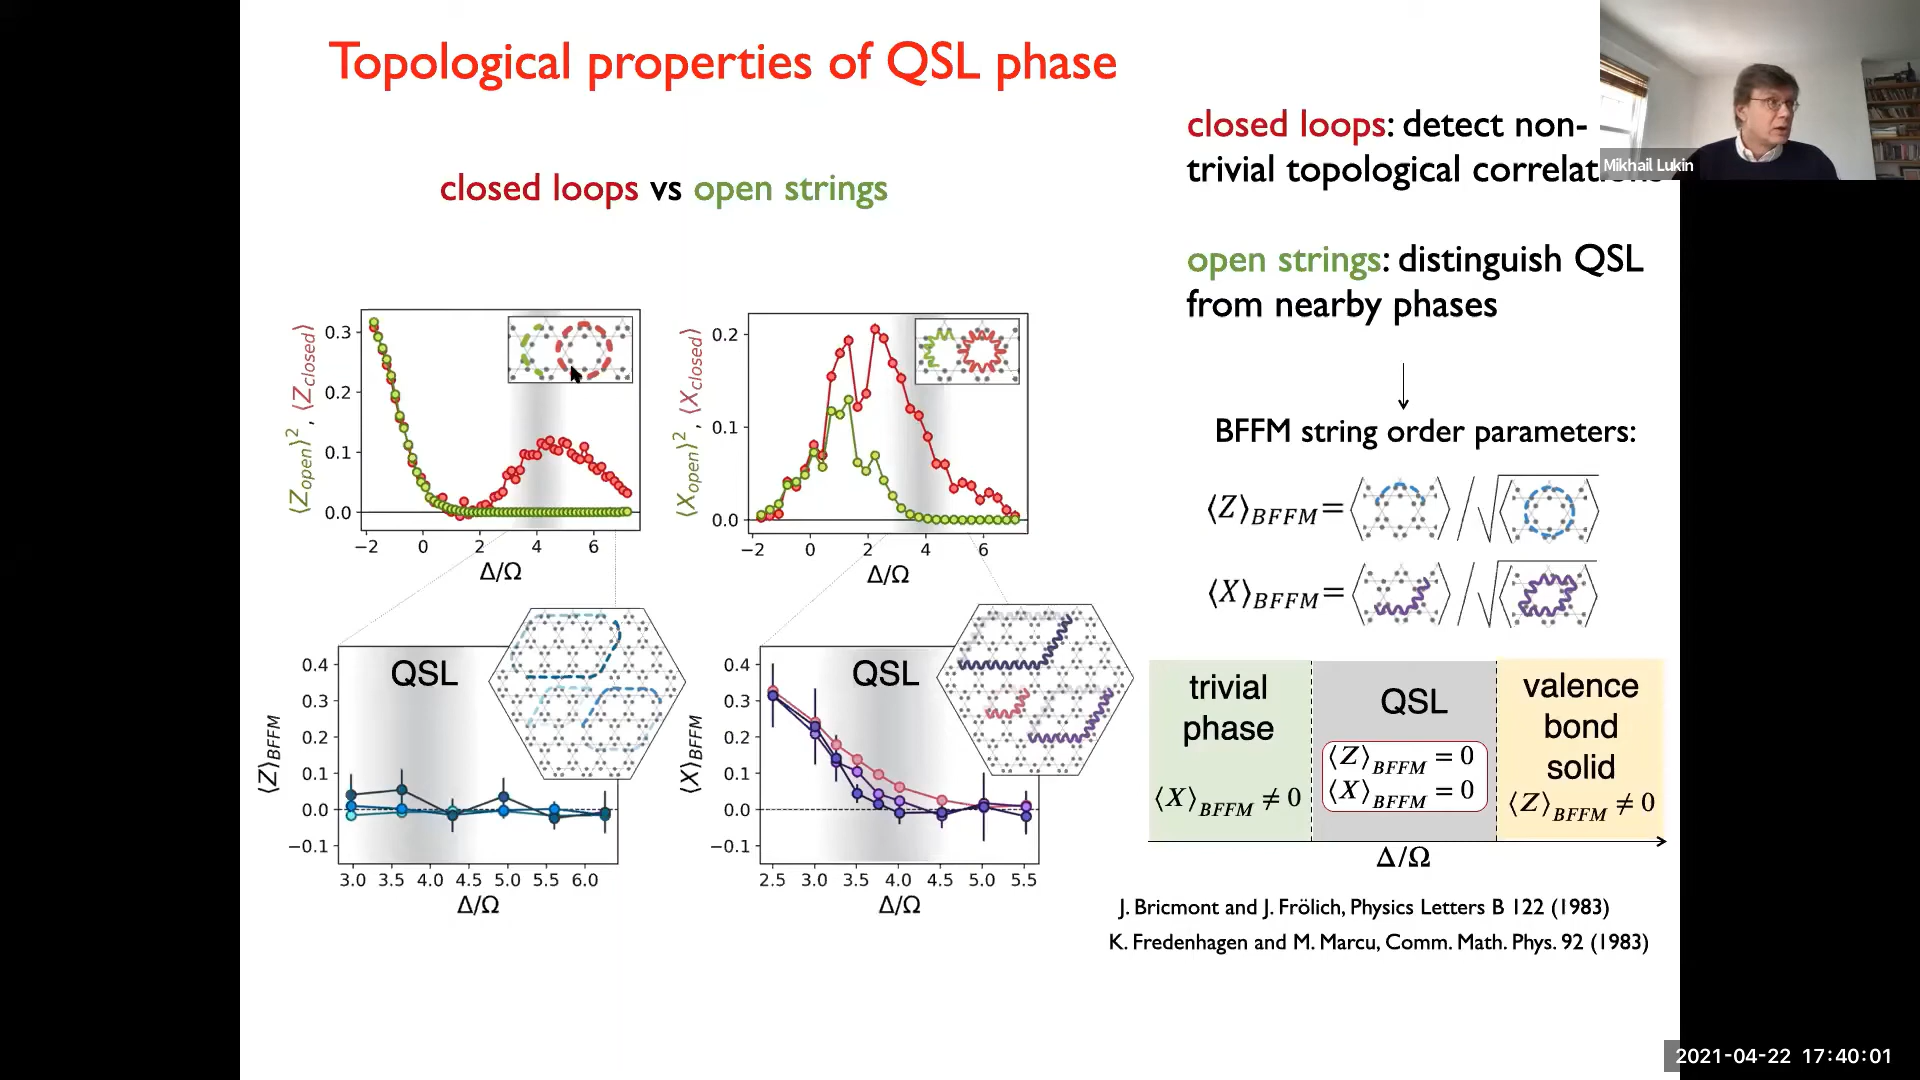 Topological properties of QSL phase
closed loops vs open strings
closed loops: detect non-
trivial topological correlations
Mikhail Lukin
open strings: distinguish QSL
from nearby phases
BFFM string order parameters:
⟨Z⟩BFFM=
⟨X⟩BFFM=
⟨Zopen⟩², ⟨Zclosed⟩
0.3
0.2
0.1
0.0
−2 0 2 4 6
Δ/Ω
⟨Xopen⟩², ⟨Xclosed⟩
0.2
0.1
0.0
−2 0 2 4 6
Δ/Ω
QSL
⟨Z⟩BFFM
0.4
0.3
0.2
0.1
0.0
−0.1
3.0 3.5 4.0 4.5 5.0 5.5 6.0
Δ/Ω
QSL
⟨X⟩BFFM
0.4
0.3
0.2
0.1
0.0
−0.1
2.5 3.0 3.5 4.0 4.5 5.0 5.5
Δ/Ω
trivial
phase
⟨X⟩BFFM ≠ 0
QSL
⟨Z⟩BFFM = 0
⟨X⟩BFFM = 0
valence
bond
solid
⟨Z⟩BFFM ≠ 0
Δ/Ω
J. Bricmont and J. Frölich, Physics Letters B 122 (1983)
K. Fredenhagen and M. Marcu, Comm. Math. Phys. 92 (1983)
2021-04-22 17:40:01